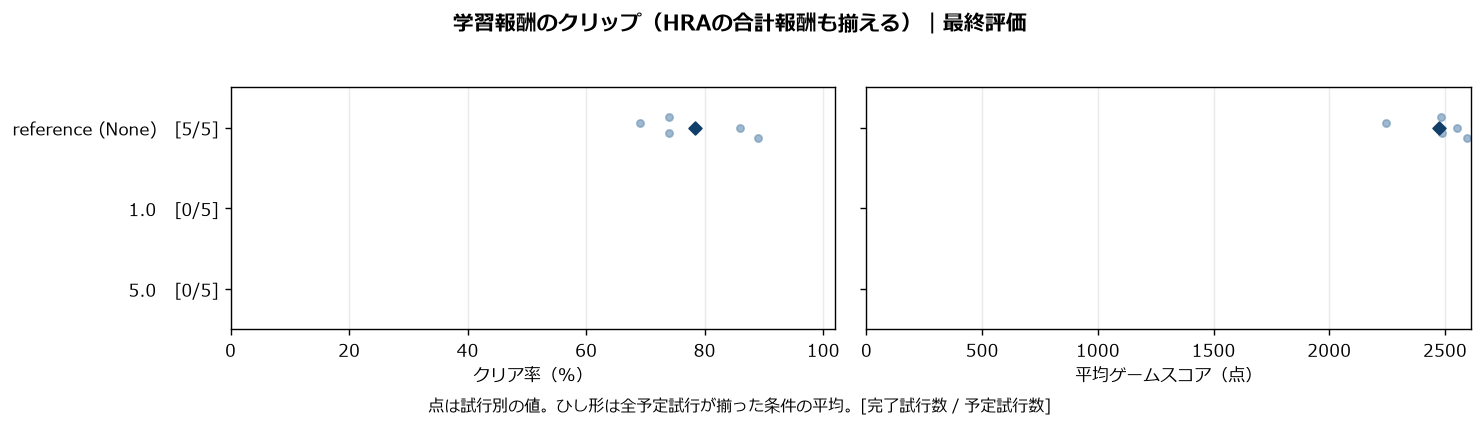 学習報酬のクリップ（HRAの合計報酬も揃える）｜最終評価
reference (None) [5/5]
1.0 [0/5]
5.0 [0/5]
0 20 40 60 80 100
クリア率（%）
0 500 1000 1500 2000 2500
平均ゲームスコア（点）
点は試行別の値。ひし形は全予定試行が揃った条件の平均。[完了試行数 / 予定試行数]